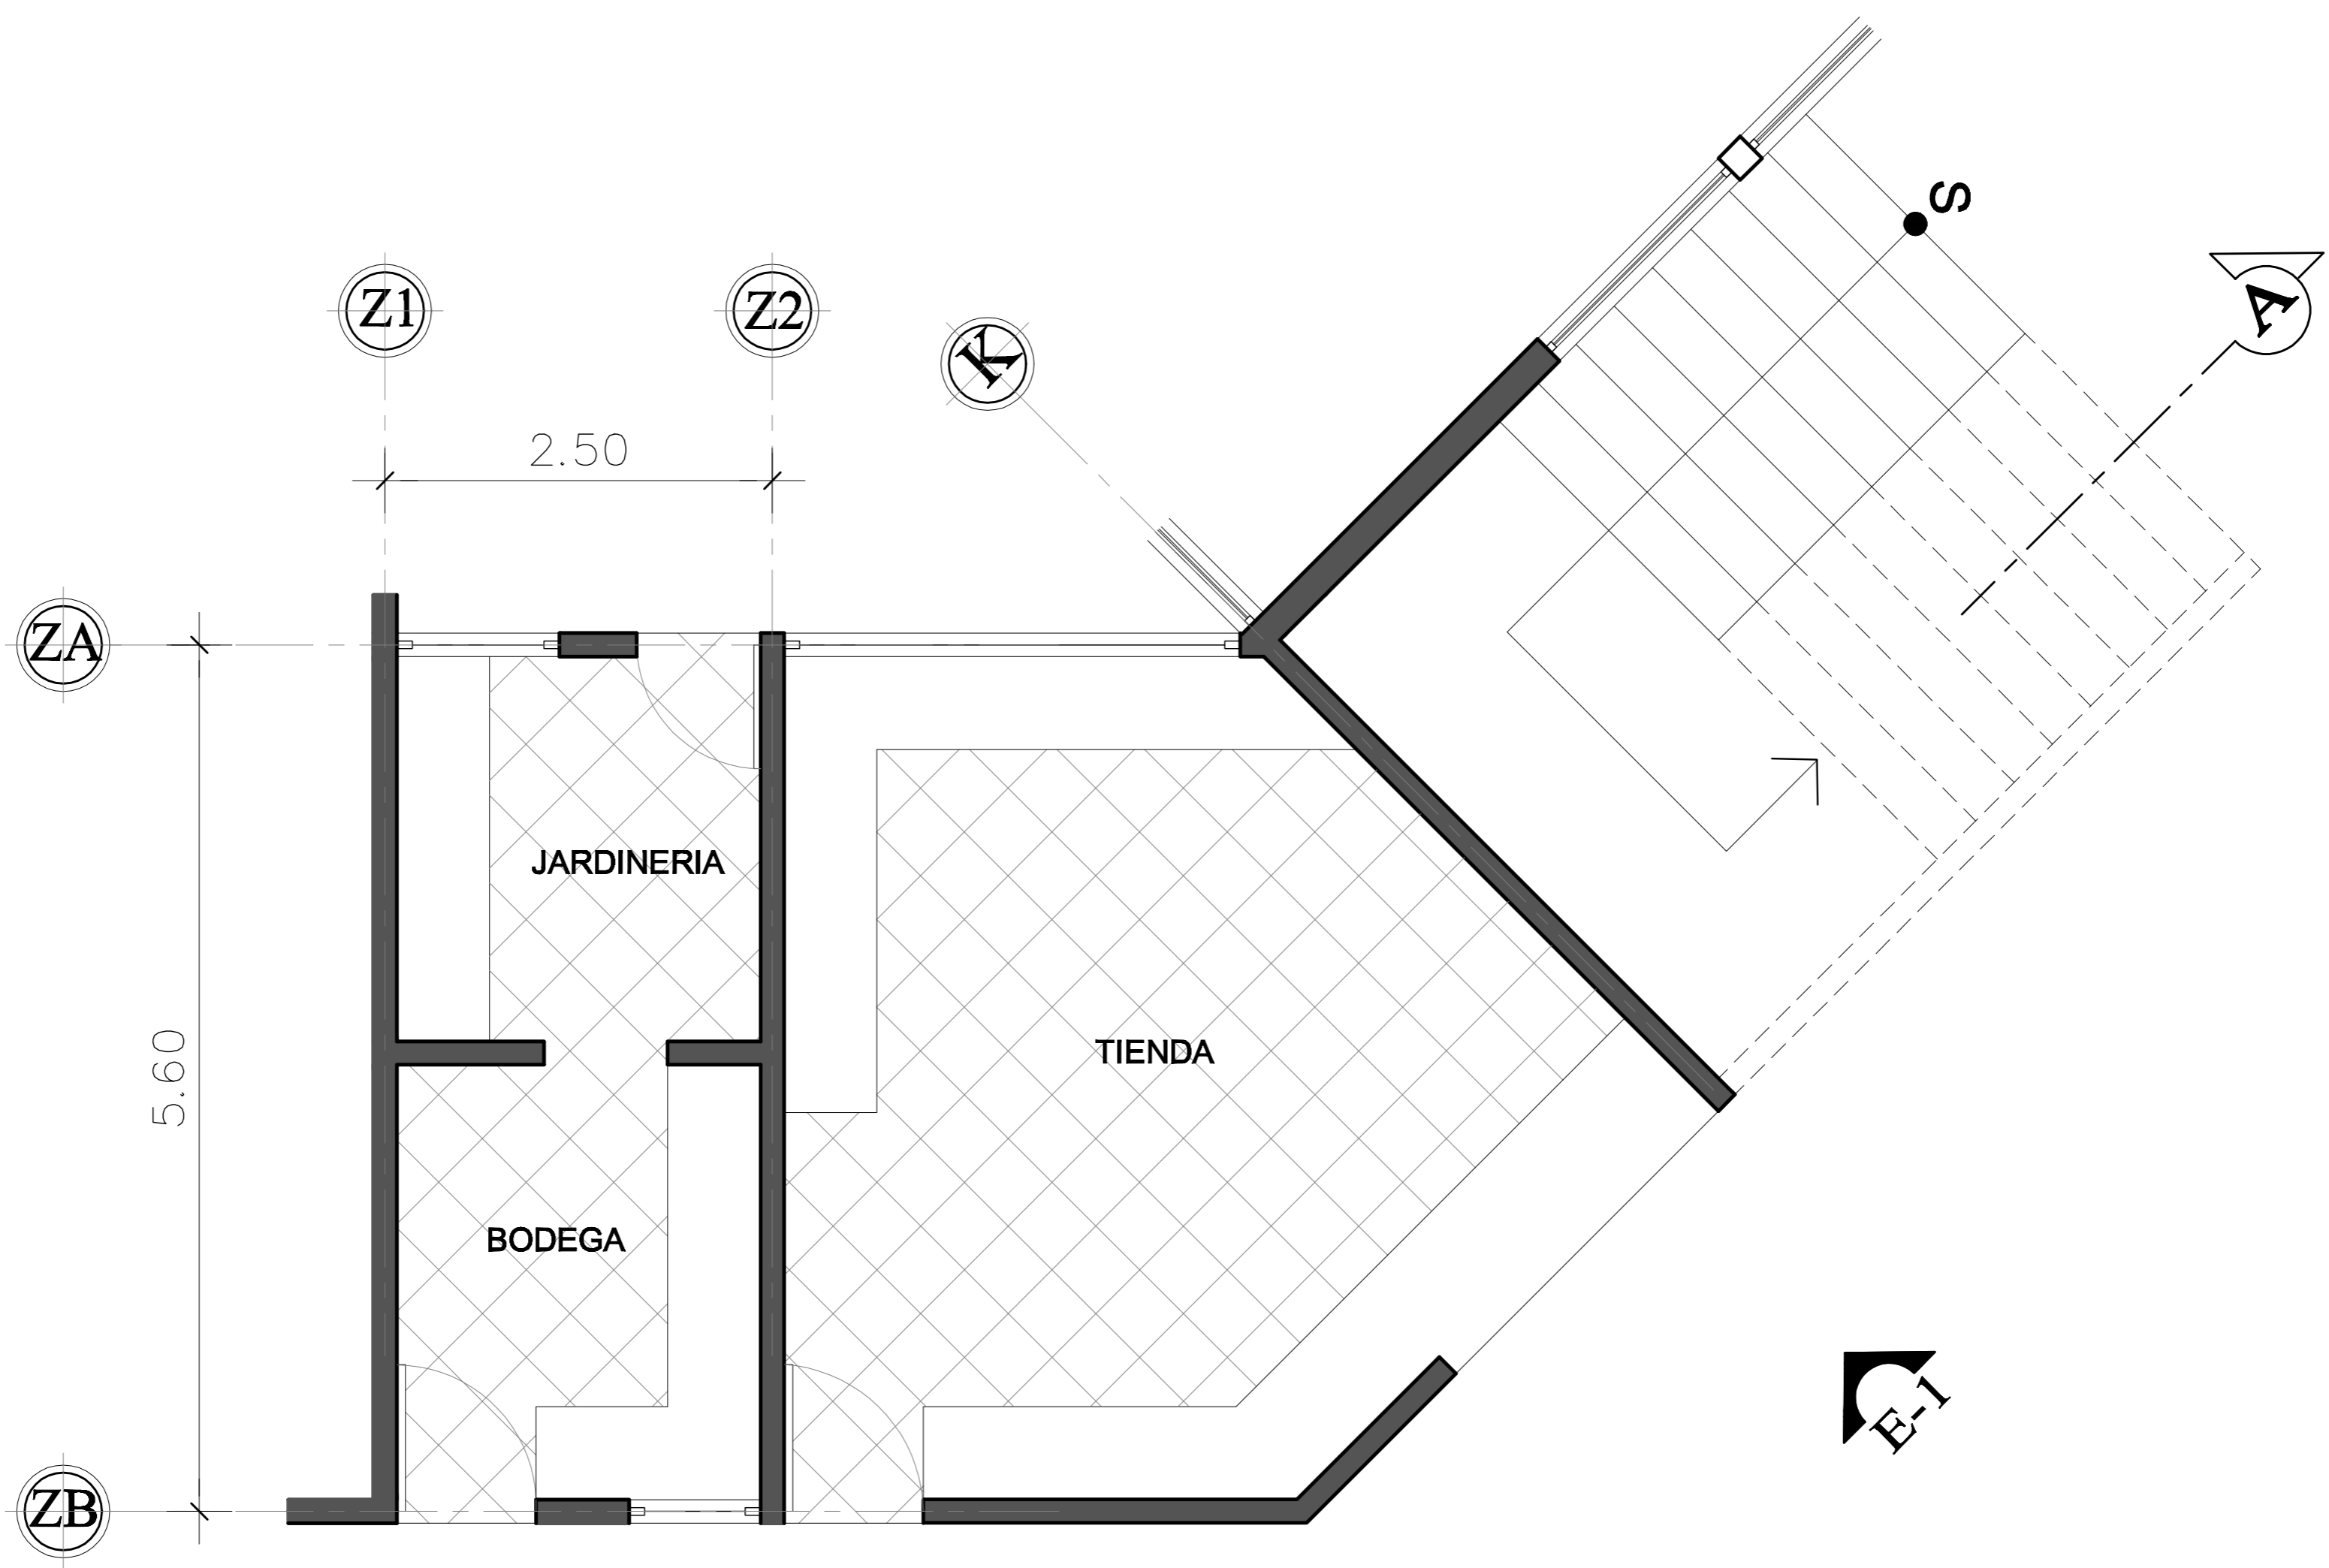 S
A
Z1
Z2
K
2.50
ZA
JARDINERIA
5.60
TIENDA
BODEGA
E-1
ZB